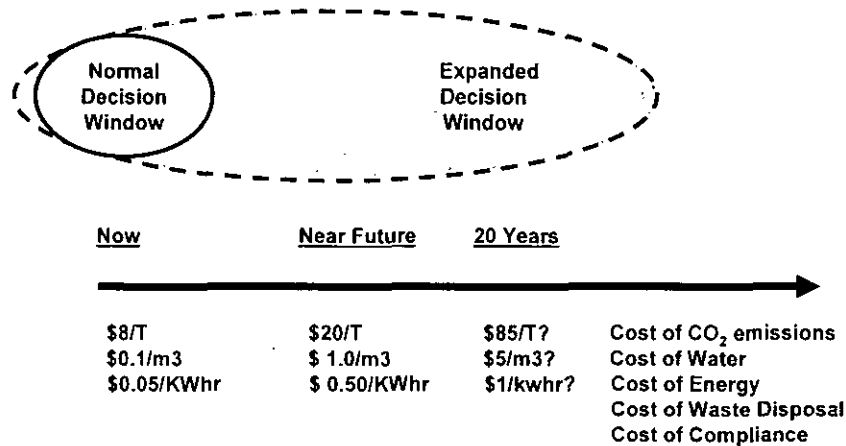 Normal
Decision
Window
Expanded
Decision
Window
Now Near Future 20 Years
$8/T $20/T $85/T? Cost of CO₂ emissions
$0.1/m3 $ 1.0/m3 $5/m3? Cost of Water
$0.05/KWhr $ 0.50/KWhr $1/kwhr? Cost of Energy
Cost of Waste Disposal
Cost of Compliance